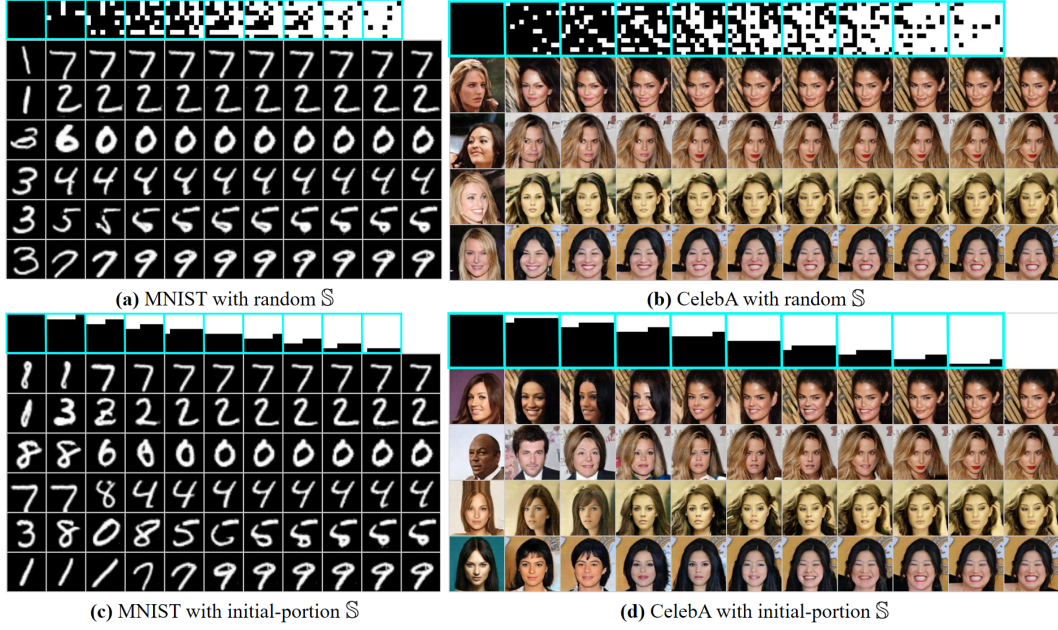 (a) MNIST with random 𝕊
(b) CelebA with random 𝕊
(c) MNIST with initial-portion 𝕊
(d) CelebA with initial-portion 𝕊